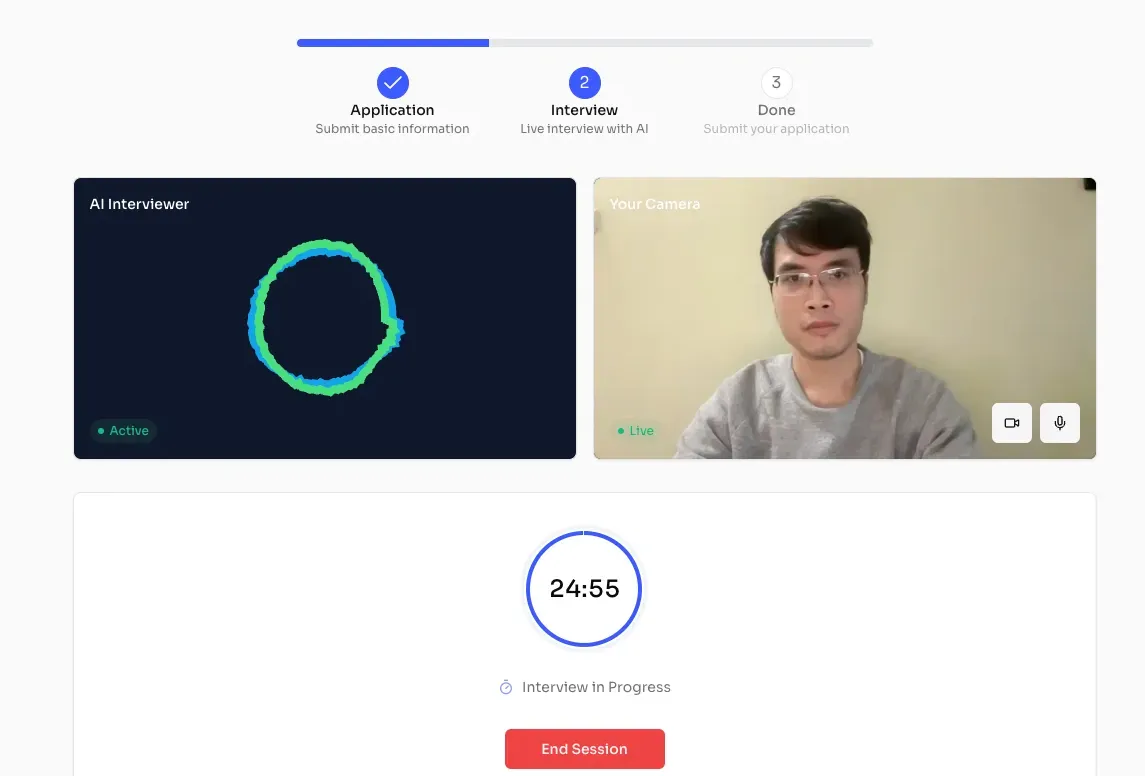 2
3
Application
Interview
Done
Submit basic information
Live interview with AI
Submit your application
AI Interviewer
Your Camera
Active
Live
24:55
Interview in Progress
End Session